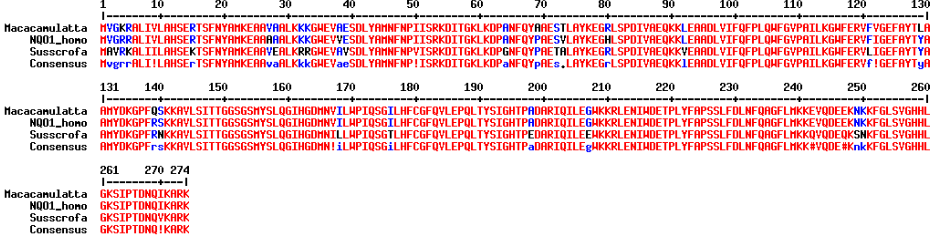 1 10 20 30 40 50 60 70 80 90 100 110 120 130
Macacamulatta MVGKRALIVLAHSERTSFNYAMKEAAVAALKKKGWEVAESDLYAMNFNPIISRKDITGKLKDPANFQYAAESTLAYKEGRLSPDIVAEQKKLEAADLVIFQFPLQWFGVPAILKGWFERVFVGEFAYTLA
NQO1_homo MVGRRALIVLAHSERTSFNYAMKEAAAAALKKKGWEVVESDLYAMNFNPIISRKDITGKLKDPANFQYPAESVLAYKEGHLSPDIVAEQKKLEAADLVIFQFPLQWFGVPAILKGWFERVFIGEFAYTYA
Susscrofa MAVRKALIILAHSEKTSFNYAMKEAAVEALKRRGWEVAVSDLYAMNFNPVISRKDITGKLKDPGNFQYPAETALAYKEGRLSPDIVAEQKKVEAADLVIFQFPLQWFGVPAILKGWFERVLIGEFAYTYA
Consensus MvgrrALI!LAHSErTSFNYAMKEAAvaALKkkGWEVaeSDLYAMNFNP!ISRKDITGKLKDPaNFQYpAEs.LAYKEGrLSPDIVAEQKKlEAADLVIFQFPLQWFGVPAILKGWFERVf!GEFAYTyA
131 140 150 160 170 180 190 200 210 220 230 240 250 260
Macacamulatta AMYDKGPFQSKKAVLSITTGGSGSMYSLQGIHGDMNVILWPIQSGILHFCGFQVLEPQLTYSIGHTPADARIQILEGWKKRLENIWDETPLYFAPSSLFDLNFQAGFLMKKEVQDEEKNKKFGLSVGHHL
NQO1_homo AMYDKGPFRSKKAVLSITTGGSGSMYSLQGIHGDMNVILWPIQSGILHFCGFQVLEPQLTYSIGHTPADARIQILEGWKKRLENIWDETPLYFAPSSLFDLNFQAGFLMKKEVQDEEKNKKFGLSVGHHL
Susscrofa AMYDKGPFRNKKAVLSITTGGSGSMYSLQGIHGDMNILLWPIQSGTLHFCGFQVLEPQLTYSIGHTPEDARIQILEEWKKRLENIWDETPLYFAPSSLFDLNFQAGFLMKKQVQDEQKSNKFGLSVGHHL
Consensus AMYDKGPFrsKKAVLSITTGGSGSMYSLQGIHGDMN!iLWPIQSGiLHFCGFQVLEPQLTYSIGHTPaDARIQILEgWKKRLENIWDETPLYFAPSSLFDLNFQAGFLMKK#VQDE#KnkKFGLSVGHHL
261 270 274
Macacamulatta GKSIPTDNQIKARK
NQO1_homo GKSIPTDNQIKARK
Susscrofa GKSIPTDNQVKARK
Consensus GKSIPTDNQ!KARK